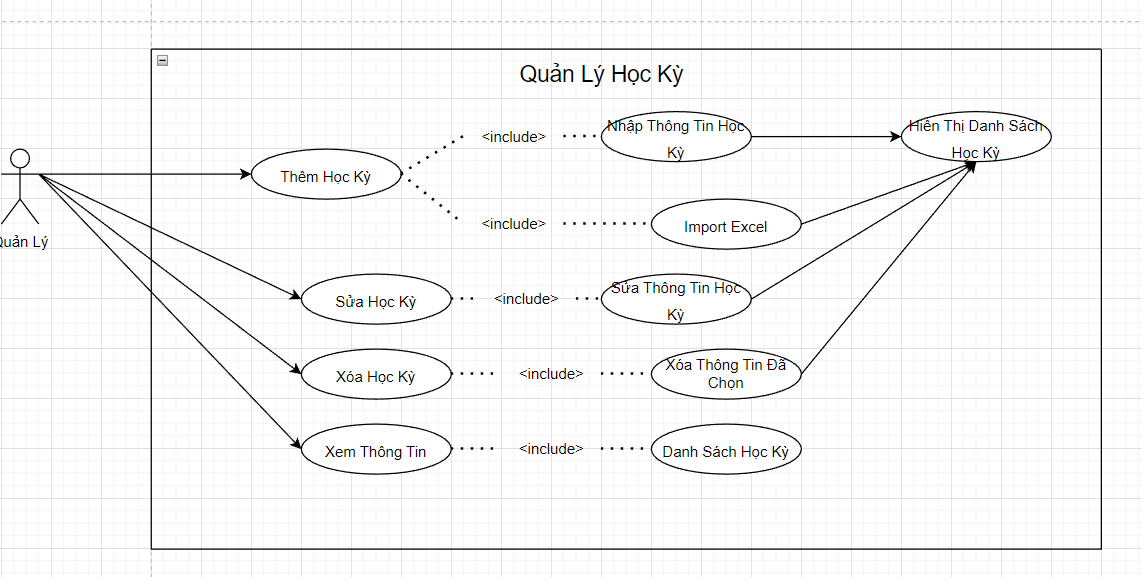 Quản Lý Học Kỳ
<include>
Nhập Thông Tin Học
Kỳ
Hiển Thị Danh Sách
Học Kỳ
Thêm Học Kỳ
<include>
Import Excel
Quản Lý
Sửa Học Kỳ
<include>
Sửa Thông Tin Học
Kỳ
Xóa Học Kỳ
<include>
Xóa Thông Tin Đã
Chọn
Xem Thông Tin
<include>
Danh Sách Học Kỳ